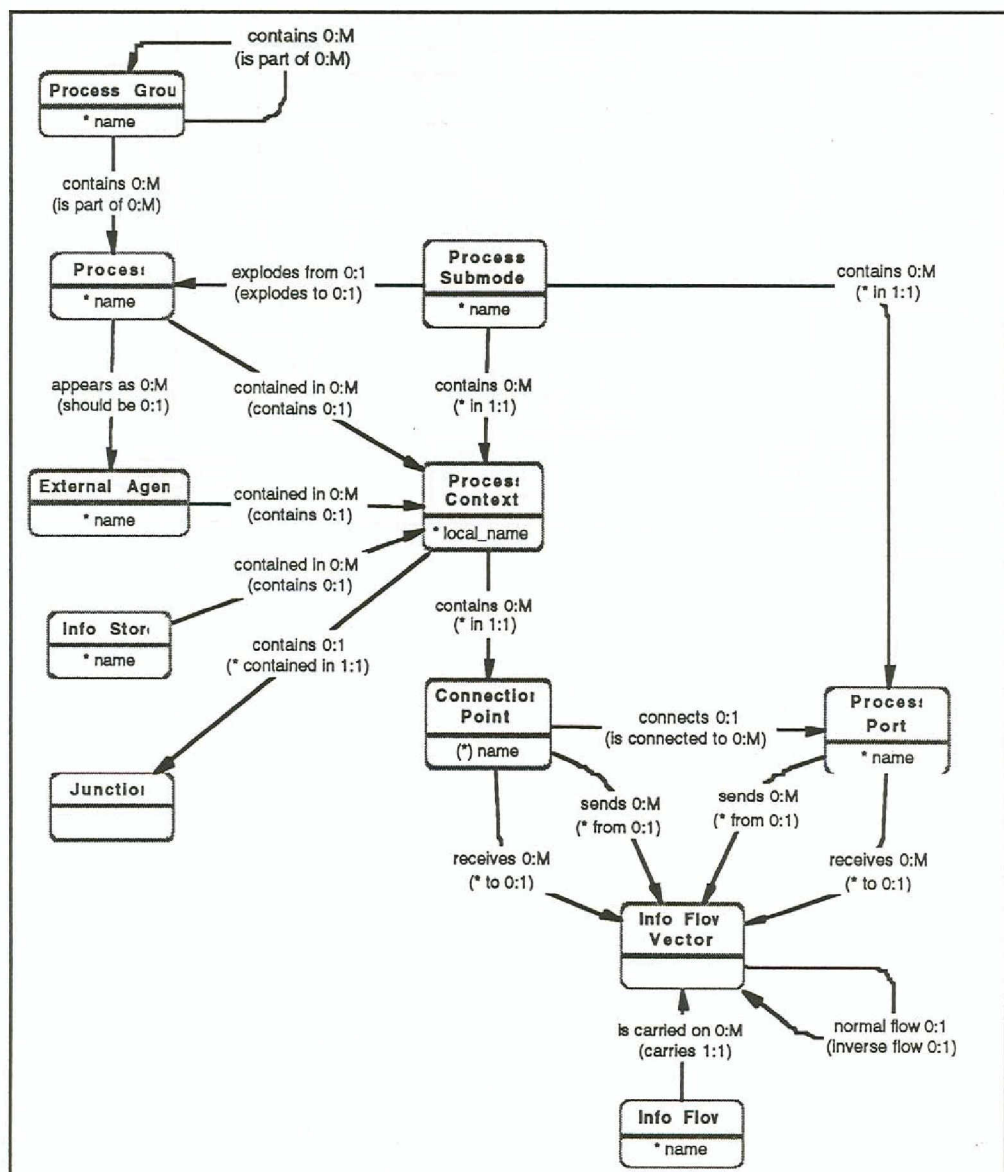 contains 0:M
(is part of 0:M)
Process Grou
* name
contains 0:M
(is part of 0:M)
Process
* name
explodes from 0:1
(explodes to 0:1)
Process
Submode
* name
contains 0:M
(* in 1:1)
appears as 0:M
(should be 0:1)
contained in 0:M
(contains 0:1)
contains 0:M
(* in 1:1)
External Agen
* name
contained in 0:M
(contains 0:1)
Process
Context
* local_name
contained in 0:M
(contains 0:1)
Info Store
* name
contains 0:1
(* contained in 1:1)
contains 0:M
(* in 1:1)
Connection
Point
(*) name
connects 0:1
(is connected to 0:M)
Process
Port
* name
Junction
sends 0:M
(* from 0:1)
sends 0:M
(* from 0:1)
receives 0:M
(* to 0:1)
receives 0:M
(* to 0:1)
Info Flow
Vector
is carried on 0:M
(carries 1:1)
normal flow 0:1
(inverse flow 0:1)
Info Flow
* name